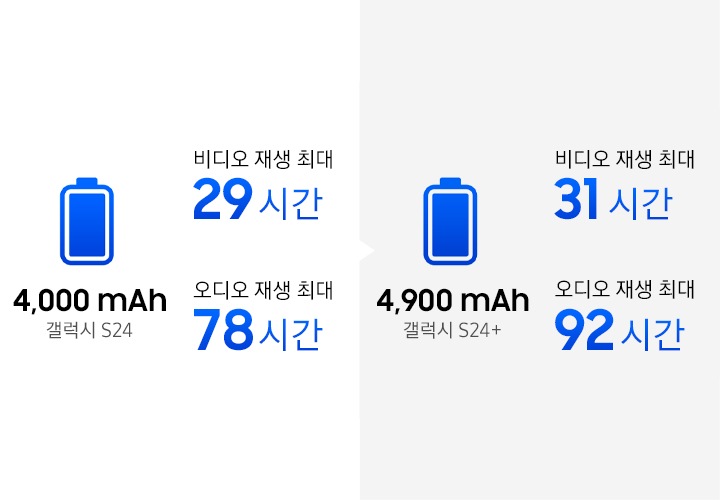 비디오 재생 최대
29 시간
4,000 mAh
갤럭시 S24
오디오 재생 최대
78 시간
비디오 재생 최대
31 시간
4,900 mAh
갤럭시 S24+
오디오 재생 최대
92 시간